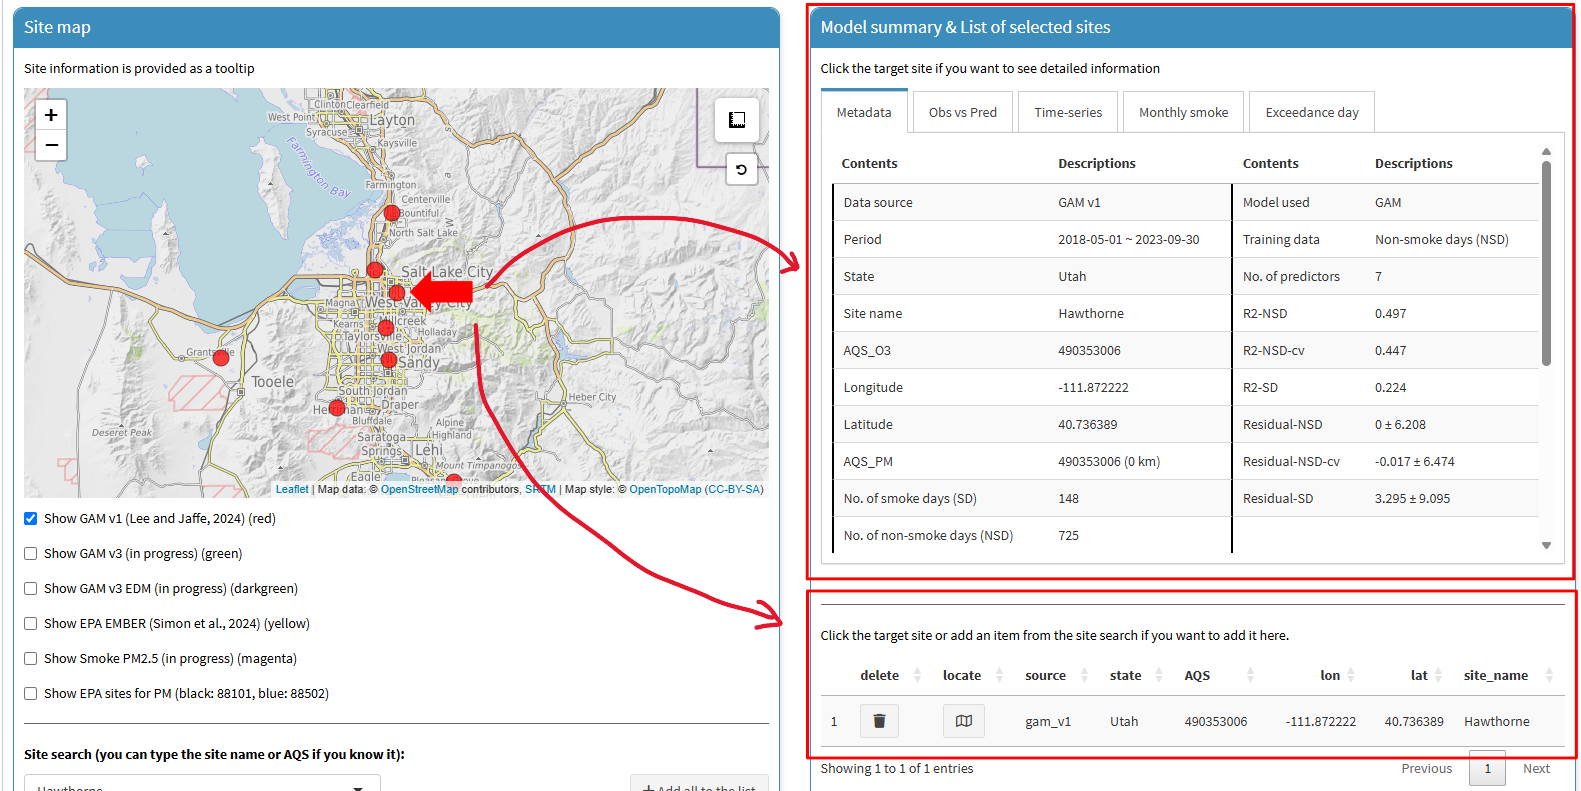 Site map
Site information is provided as a tooltip
+
−
Clinton Clearfield
West Point
Syracuse
Layton
Kaysville
Farmington Bay
Farmington
Centerville
Bountiful
North Salt Lake
Salt Lake City
Magna
West Valley City
Kearns
Millcreek
Taylorsville
Holladay
West Jordan
Sandy
Grantsville
Tooele
South Jordan
Herriman
Draper
Bluffdale
Heber City
Alpine
Highland
Deseret Peak
Saratoga
Springs
Lehi
Mount Timpanogos
Eagle
Pleasant Grove
Leaflet | Map data: © OpenStreetMap contributors, SRTM | Map style: © OpenTopoMap (CC-BY-SA)
Show GAM v1 (Lee and Jaffe, 2024) (red)
Show GAM v3 (in progress) (green)
Show GAM v3 EDM (in progress) (darkgreen)
Show EPA EMBER (Simon et al., 2024) (yellow)
Show Smoke PM2.5 (in progress) (magenta)
Show EPA sites for PM (black: 88101, blue: 88502)
Site search (you can type the site name or AQS if you know it):
Hawthorne
+ Add all to the list
Model summary & List of selected sites
Click the target site if you want to see detailed information
Metadata Obs vs Pred Time-series Monthly smoke Exceedance day
Contents Descriptions Contents Descriptions
Data source GAM v1 Model used GAM
Period 2018-05-01 ~ 2023-09-30 Training data Non-smoke days (NSD)
State Utah No. of predictors 7
Site name Hawthorne R2-NSD 0.497
AQS_O3 490353006 R2-NSD-cv 0.447
Longitude -111.872222 R2-SD 0.224
Latitude 40.736389 Residual-NSD 0 ± 6.208
AQS_PM 490353006 (0 km) Residual-NSD-cv -0.017 ± 6.474
No. of smoke days (SD) 148 Residual-SD 3.295 ± 9.095
No. of non-smoke days (NSD) 725
Click the target site or add an item from the site search if you want to add it here.
delete locate source state AQS lon lat site_name
1 gam_v1 Utah 490353006 -111.872222 40.736389 Hawthorne
Showing 1 to 1 of 1 entries
Previous 1 Next